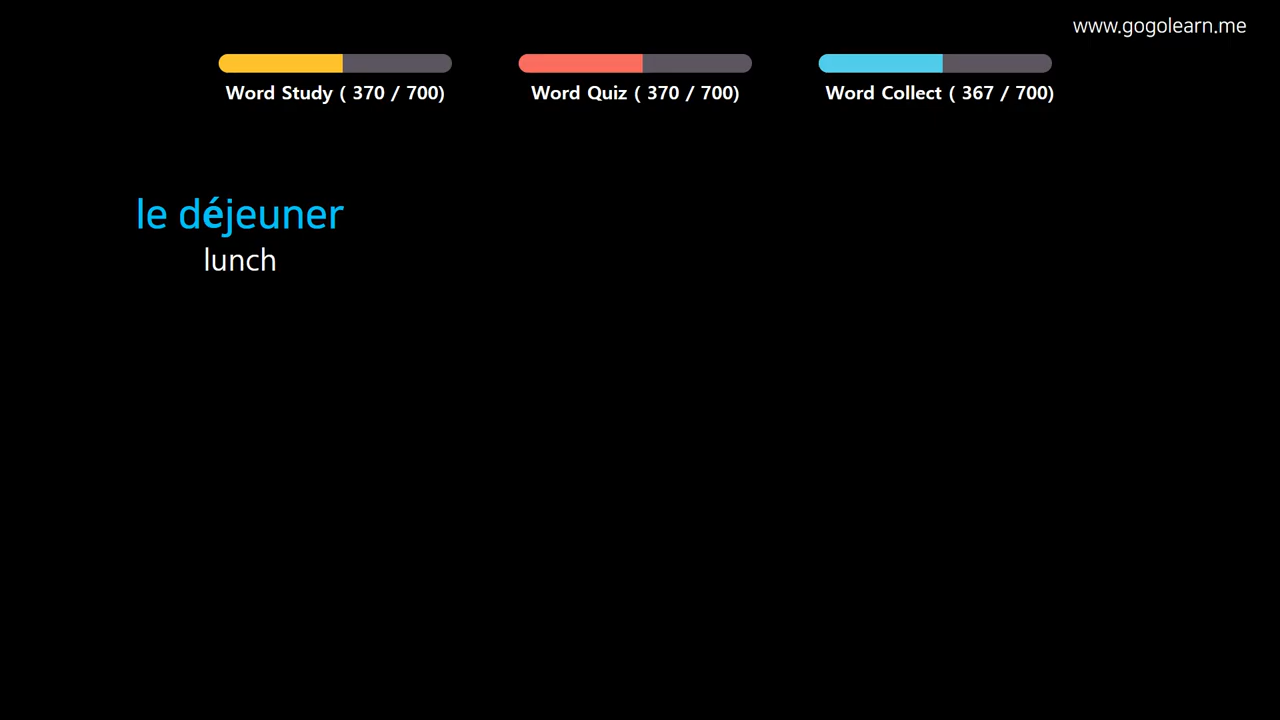 www.gogolearn.me
Word Study ( 370 / 700)
Word Quiz ( 370 / 700)
Word Collect ( 367 / 700)
le déjeuner
lunch